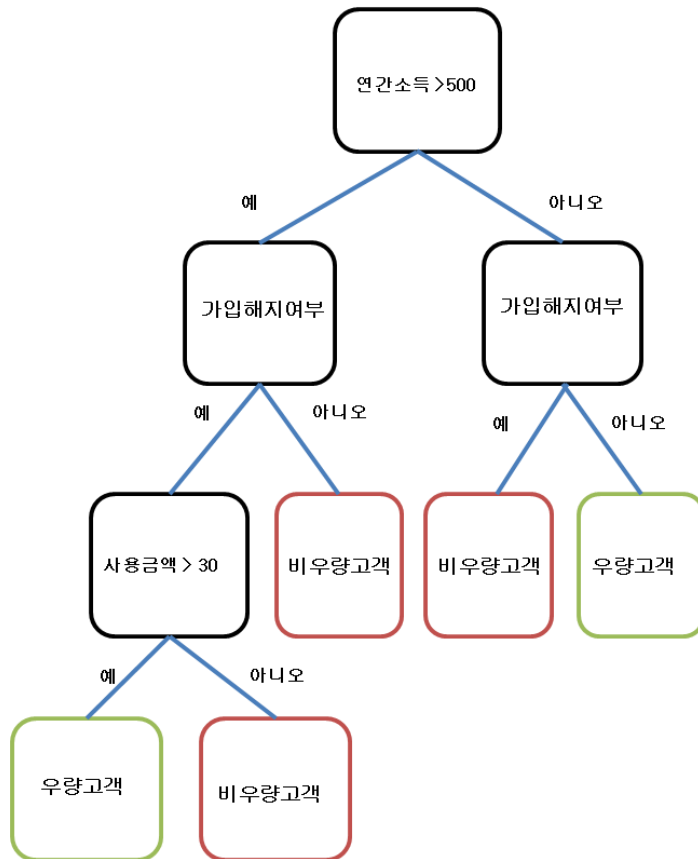 연간소득>500
예
아니오
가입해지여부
가입해지여부
예
아니오
예
아니오
사용금액 > 30
비우량고객
비우량고객
우량고객
예
아니오
우량고객
비우량고객